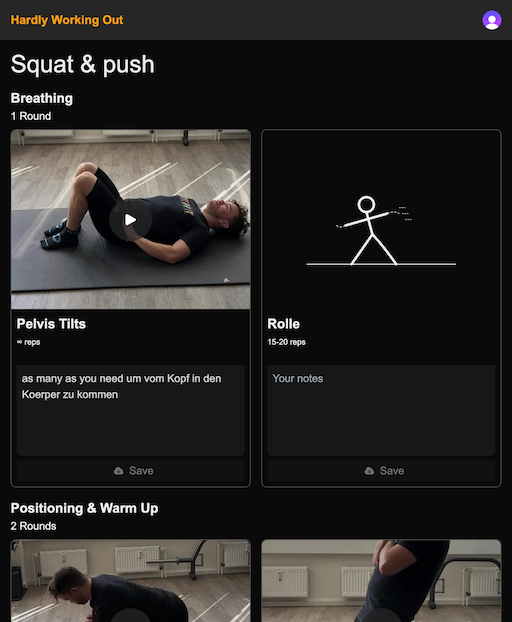 Hardly Working Out
Squat & push
Breathing
1 Round
Pelvis Tilts
∞ reps
as many as you need um vom Kopf in den
Koerper zu kommen
Save
Rolle
15-20 reps
Your notes
Save
Positioning & Warm Up
2 Rounds